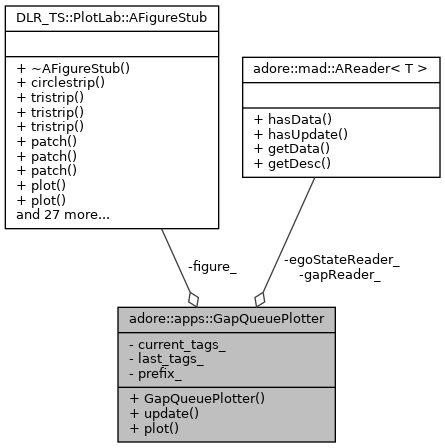 DLR_TS::PlotLab::AFigureStub
+ ~AFigureStub()
+ circlestrip()
+ tristrip()
+ tristrip()
+ tristrip()
+ patch()
+ patch()
+ patch()
+ plot()
+ plot()
and 27 more...
adore::mad::AReader< T >
+ hasData()
+ hasUpdate()
+ getData()
+ getDesc()
-figure_
-egoStateReader_
-gapReader_
adore::apps::GapQueuePlotter
- current_tags_
- last_tags_
- prefix_
+ GapQueuePlotter()
+ update()
+ plot()